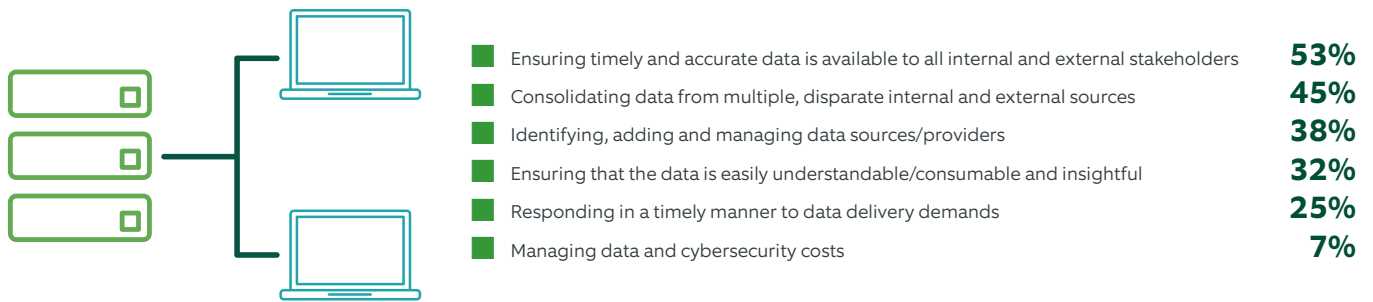 Ensuring timely and accurate data is available to all internal and external stakeholders 53%
Consolidating data from multiple, disparate internal and external sources 45%
Identifying, adding and managing data sources/providers 38%
Ensuring that the data is easily understandable/consumable and insightful 32%
Responding in a timely manner to data delivery demands 25%
Managing data and cybersecurity costs 7%